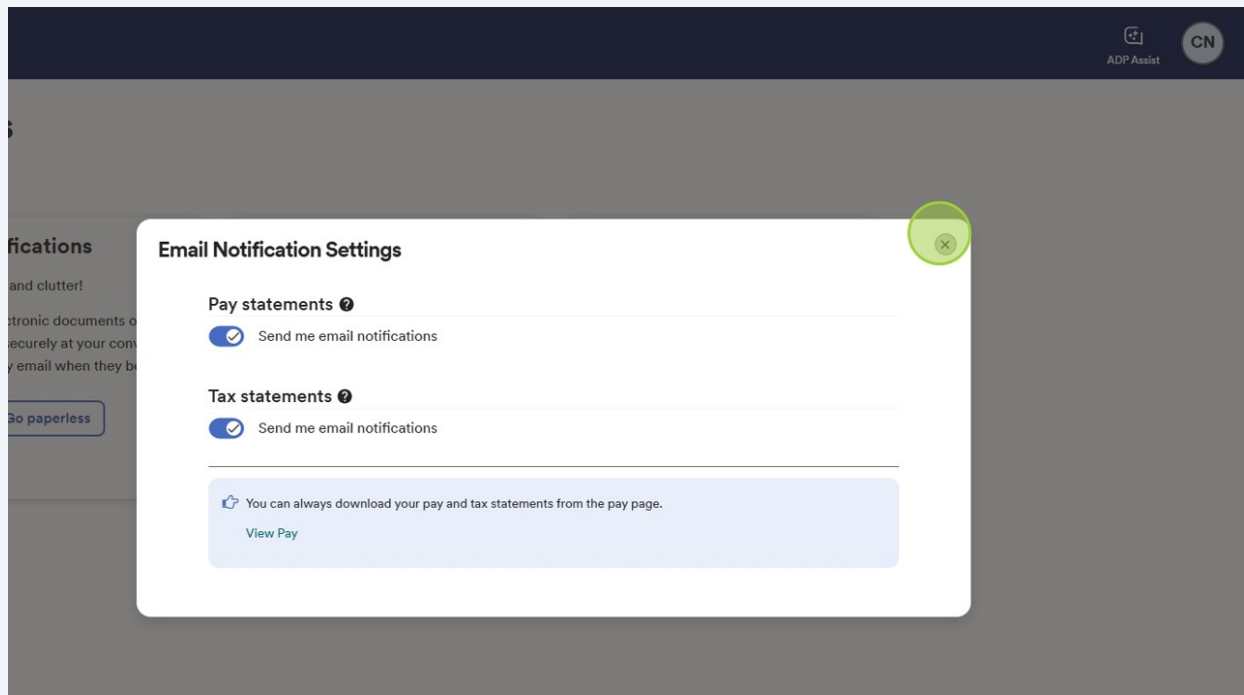 ADP Assist
CN
s
fications
and clutter!
ctronic documents o
securely at your conv
y email when they be
Go paperless
Email Notification Settings
Pay statements
Send me email notifications
Tax statements
Send me email notifications
You can always download your pay and tax statements from the pay page.
View Pay